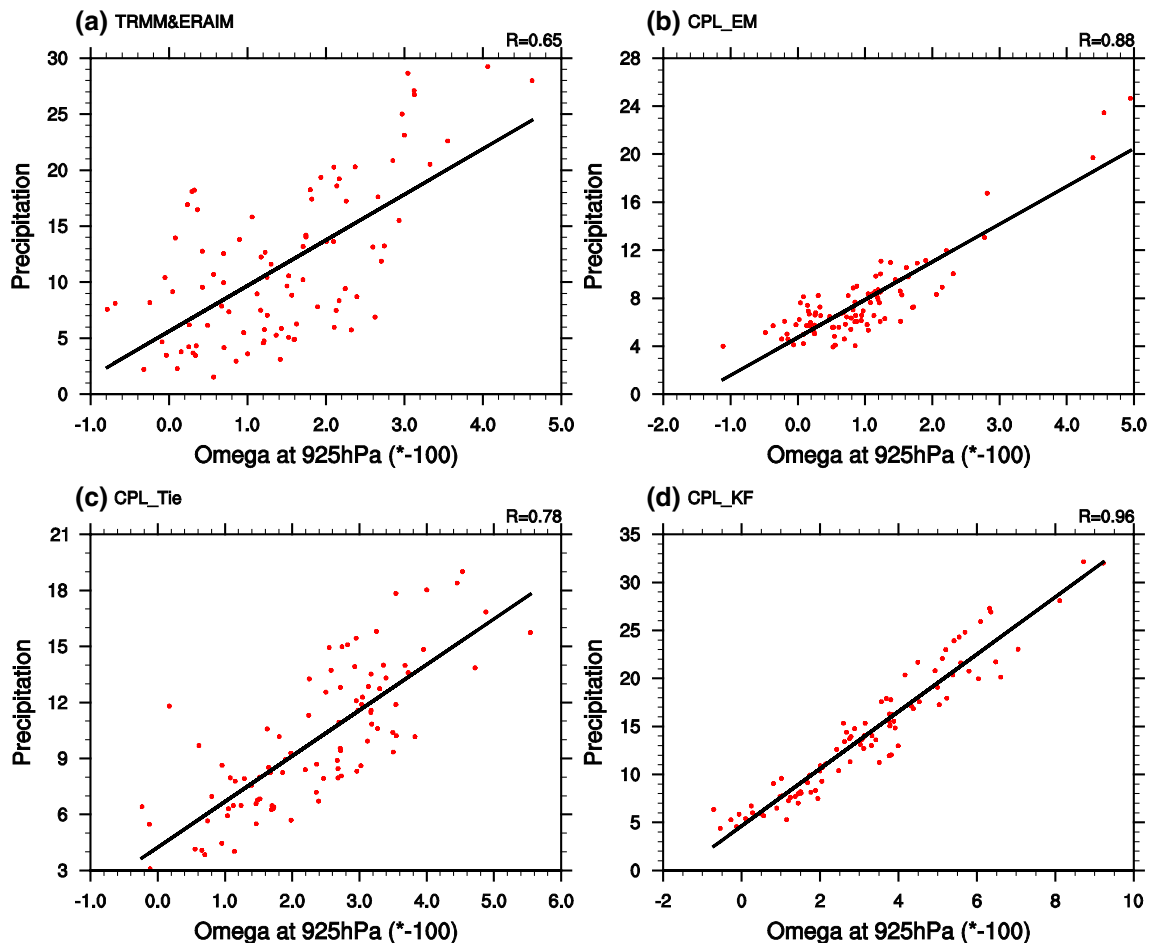 (a) TRMM&ERAIM
R=0.65
30
25
20
15
10
5
0
Precipitation
-1.0 0.0 1.0 2.0 3.0 4.0 5.0
Omega at 925hPa (*-100)
(b) CPL_EM
R=0.88
28
24
20
16
12
8
4
0
Precipitation
-2.0 -1.0 0.0 1.0 2.0 3.0 4.0 5.0
Omega at 925hPa (*-100)
(c) CPL_Tie
R=0.78
21
18
15
12
9
6
3
Precipitation
-1.0 0.0 1.0 2.0 3.0 4.0 5.0 6.0
Omega at 925hPa (*-100)
(d) CPL_KF
R=0.96
35
30
25
20
15
10
5
0
Precipitation
-2 0 2 4 6 8 10
Omega at 925hPa (*-100)